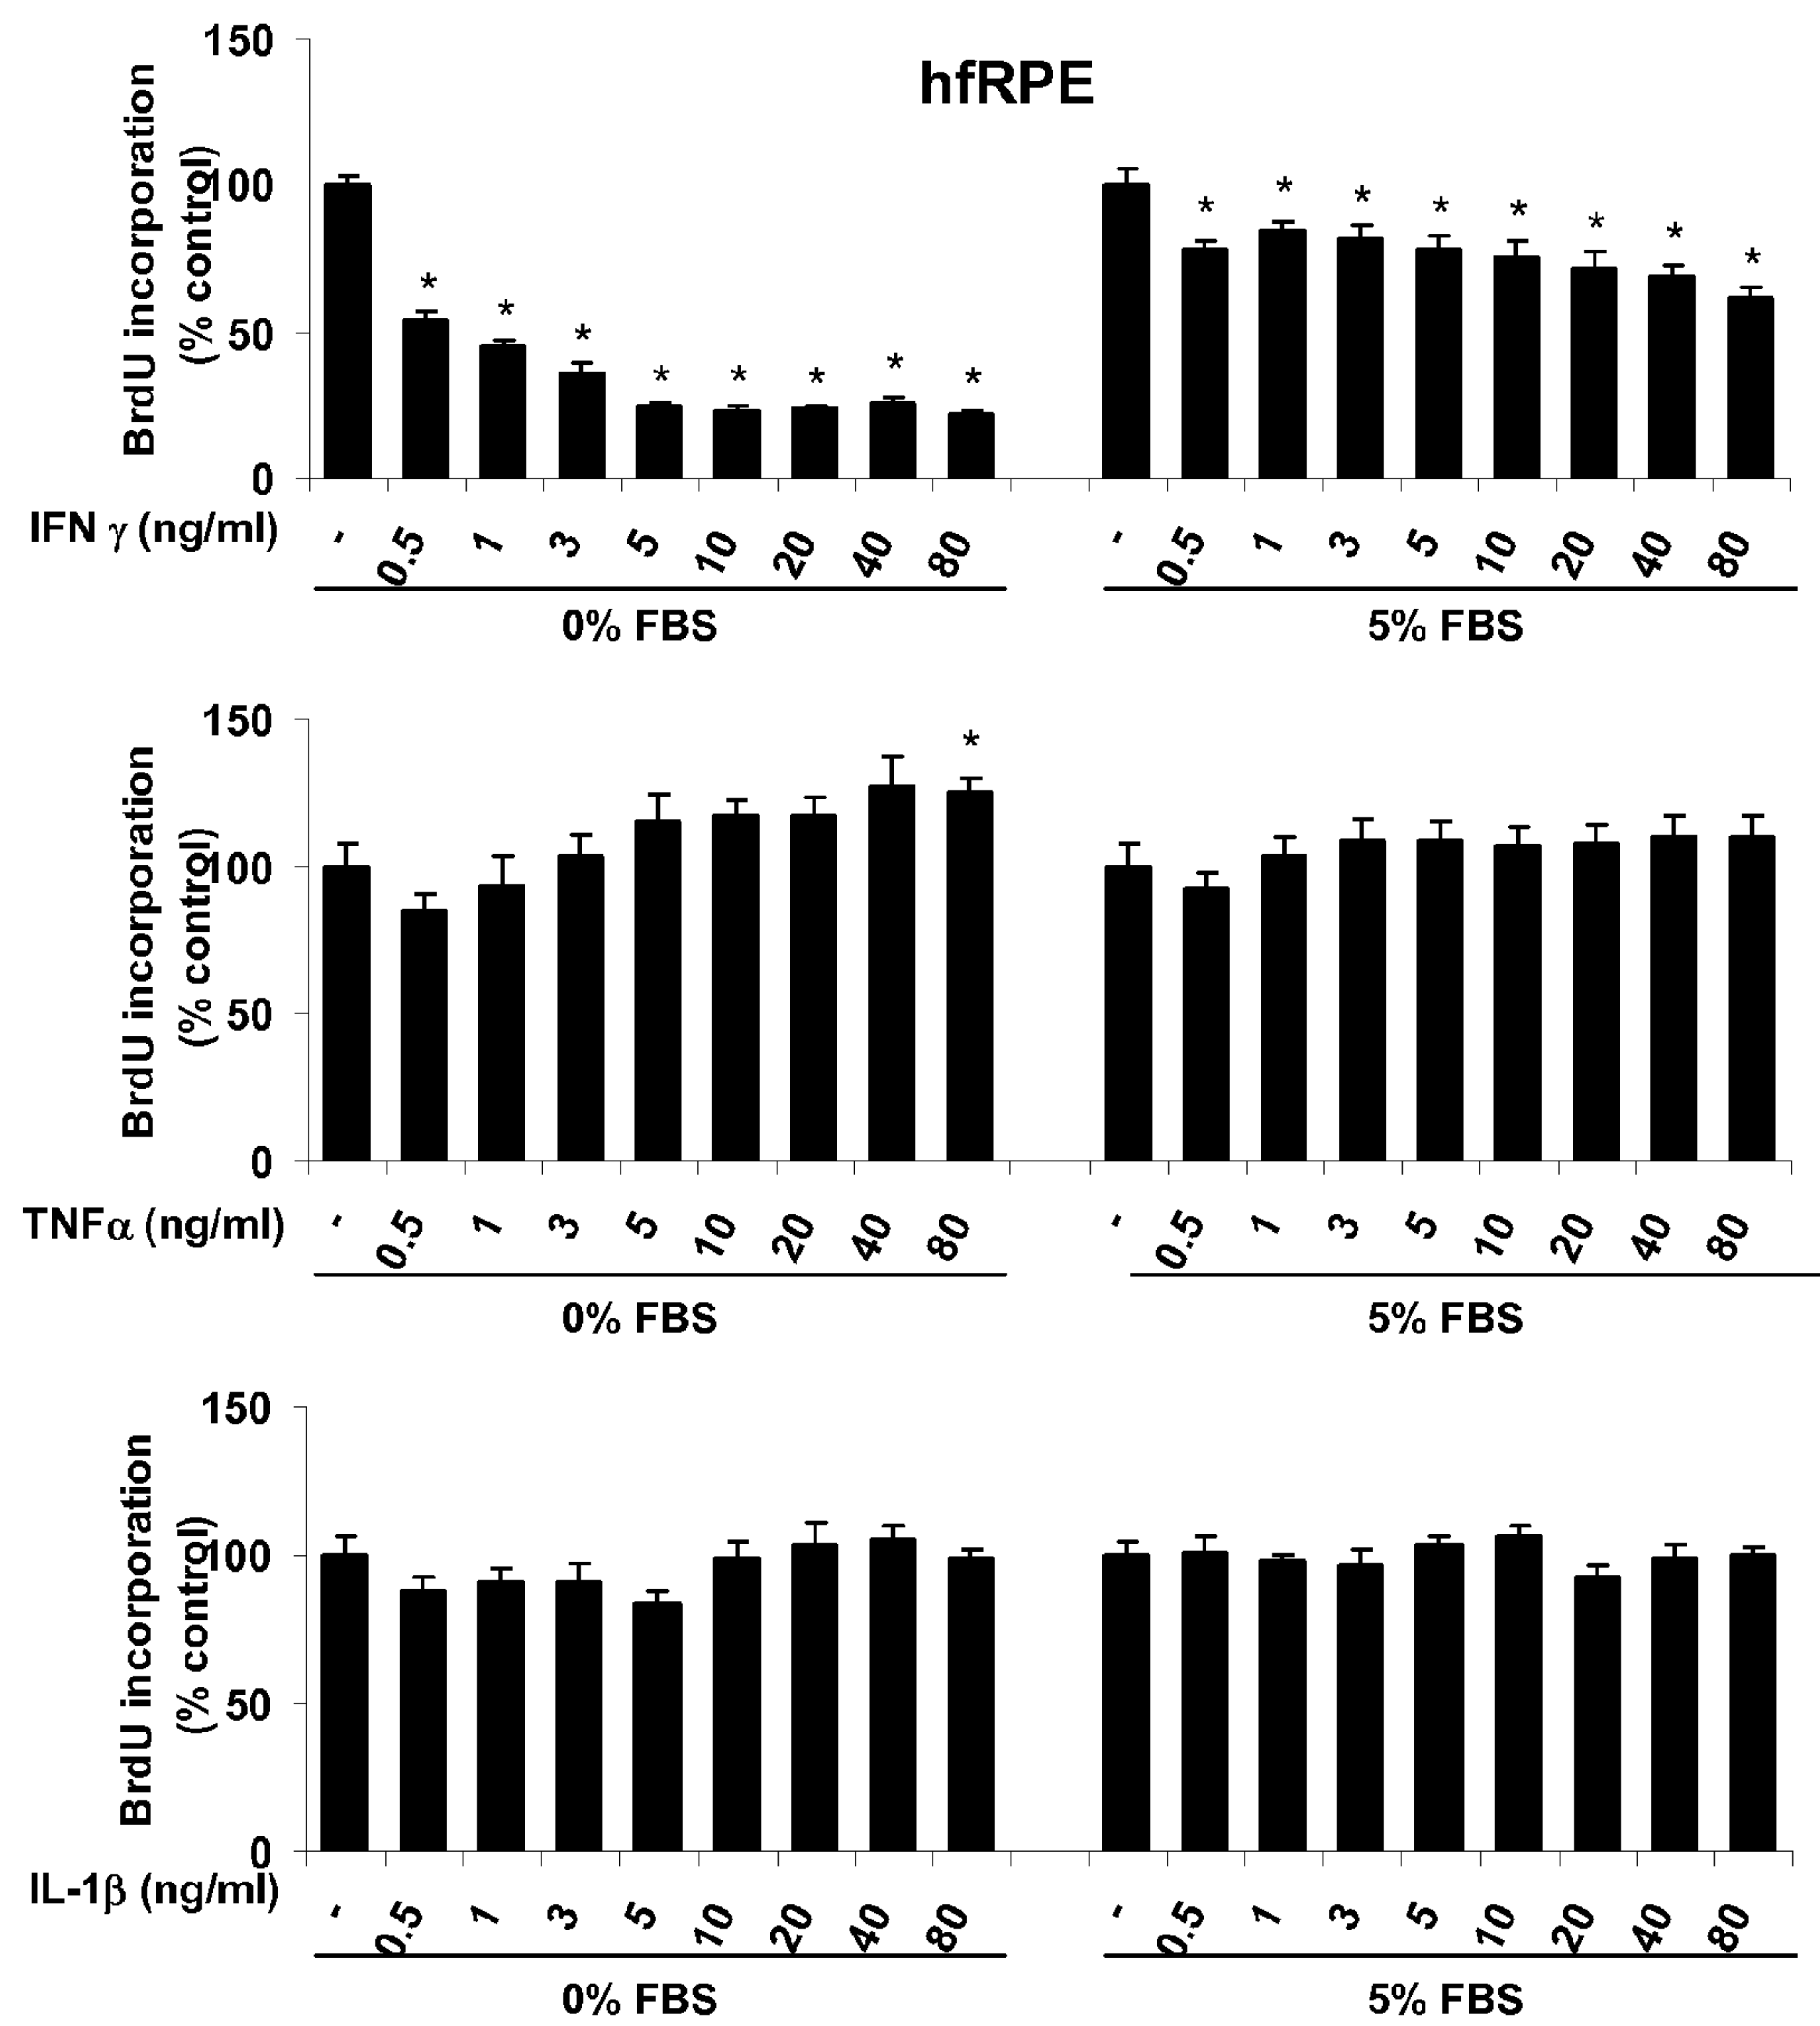 hfRPE
BrdU incorporation
(% control)
150
100
50
0
* * * * * * * * * * * * * * * *
IFN γ (ng/ml) - 0.5 1 3 5 10 20 40 80 - 0.5 1 3 5 10 20 40 80
0% FBS 5% FBS
BrdU incorporation
(% control)
150
100
50
0
*
TNFα (ng/ml) - 0.5 1 3 5 10 20 40 80 - 0.5 1 3 5 10 20 40 80
0% FBS 5% FBS
BrdU incorporation
(% control)
150
100
50
0
IL-1β (ng/ml) - 0.5 1 3 5 10 20 40 80 - 0.5 1 3 5 10 20 40 80
0% FBS 5% FBS